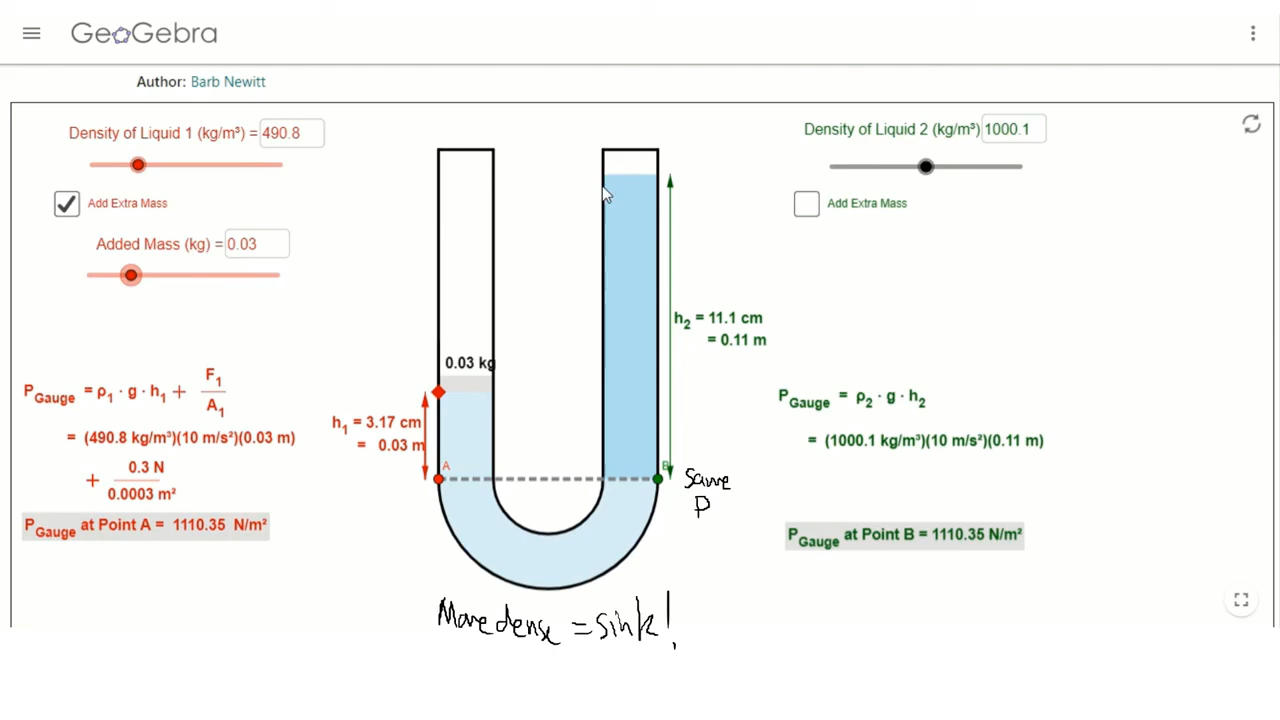 GeoGebra
Author: Barb Newitt
Density of Liquid 1 (kg/m³) = 490.8
Add Extra Mass
Added Mass (kg) = 0.03
Density of Liquid 2 (kg/m³) 1000.1
Add Extra Mass
0.03 kg
h₁ = 3.17 cm
= 0.03 m
A
h₂ = 11.1 cm
= 0.11 m
B
Same
P
P_Gauge = ρ₁ · g · h₁ + F₁/A₁
= (490.8 kg/m³)(10 m/s²)(0.03 m)
+ 0.3 N / 0.0003 m²
P_Gauge at Point A = 1110.35 N/m²
P_Gauge = ρ₂ · g · h₂
= (1000.1 kg/m³)(10 m/s²)(0.11 m)
P_Gauge at Point B = 1110.35 N/m²
More dense = sink!